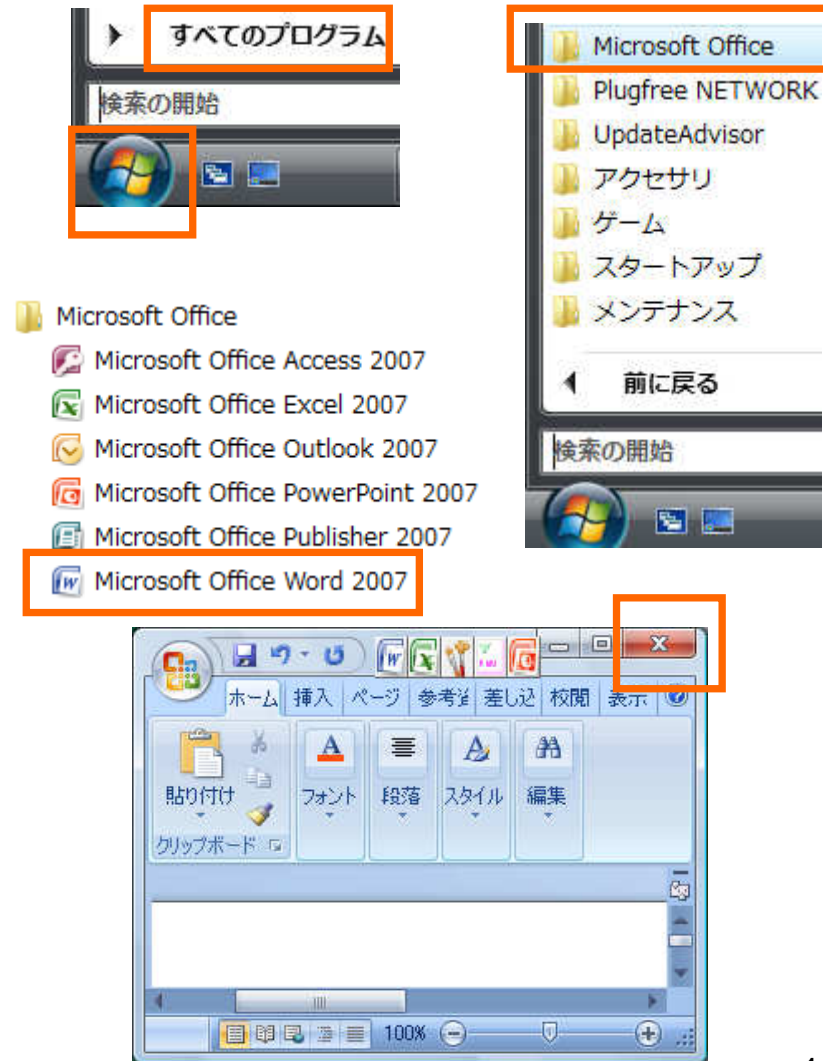 すべてのプログラム
検索の開始
Microsoft Office
Plugfree NETWORK
UpdateAdvisor
アクセサリ
ゲーム
スタートアップ
メンテナンス
前に戻る
検索の開始
Microsoft Office
Microsoft Office Access 2007
Microsoft Office Excel 2007
Microsoft Office Outlook 2007
Microsoft Office PowerPoint 2007
Microsoft Office Publisher 2007
Microsoft Office Word 2007
ホーム 挿入 ページ 参考 差し込 校閲 表示
貼り付け フォント 段落 スタイル 編集
クリップボード
100%